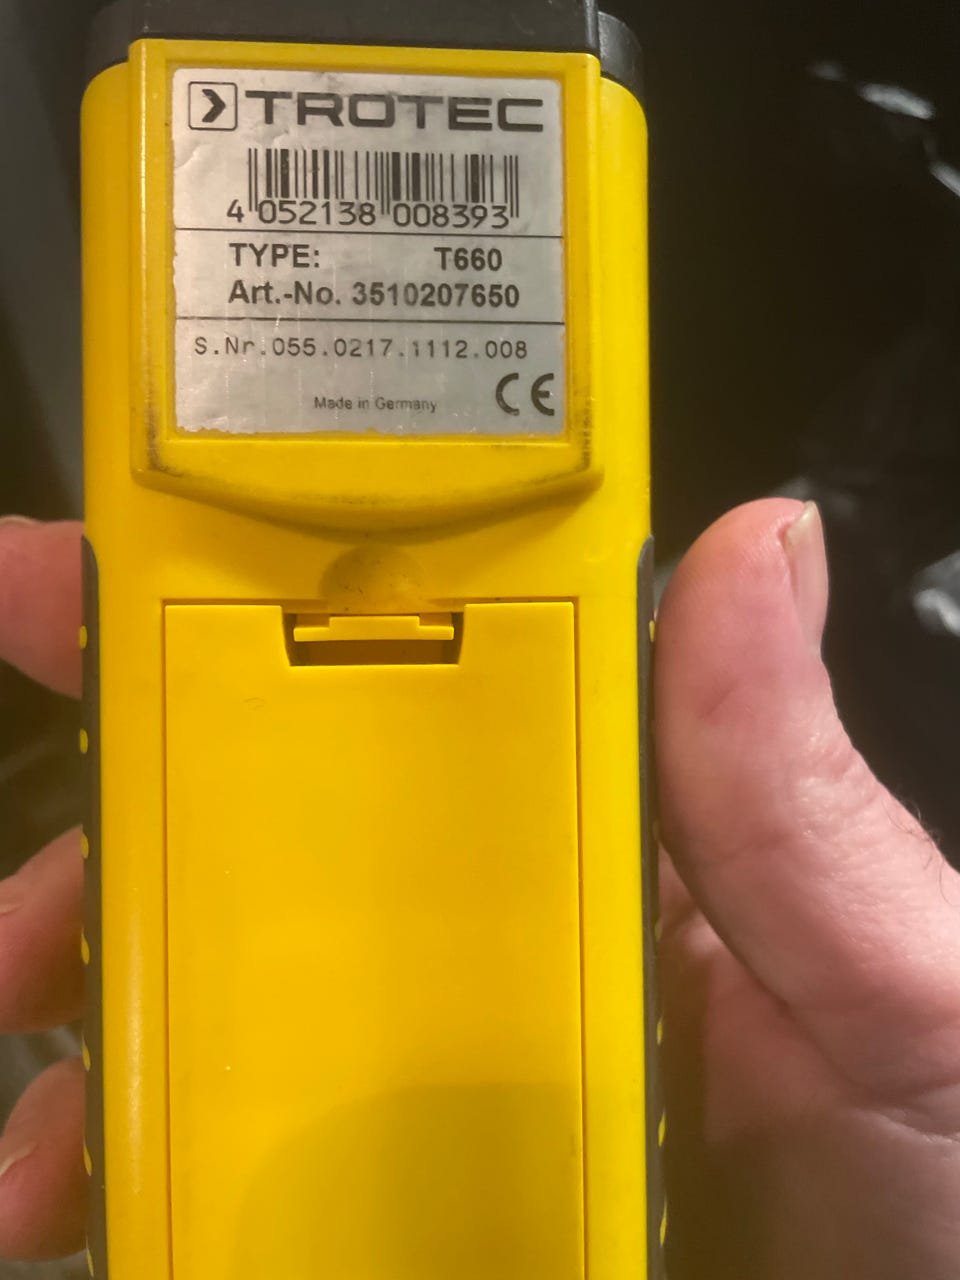 TROTEC
4 052138 008393
TYPE: T660
Art.-No. 3510207650
S.Nr.055.0217.1112.008
Made in Germany
CE